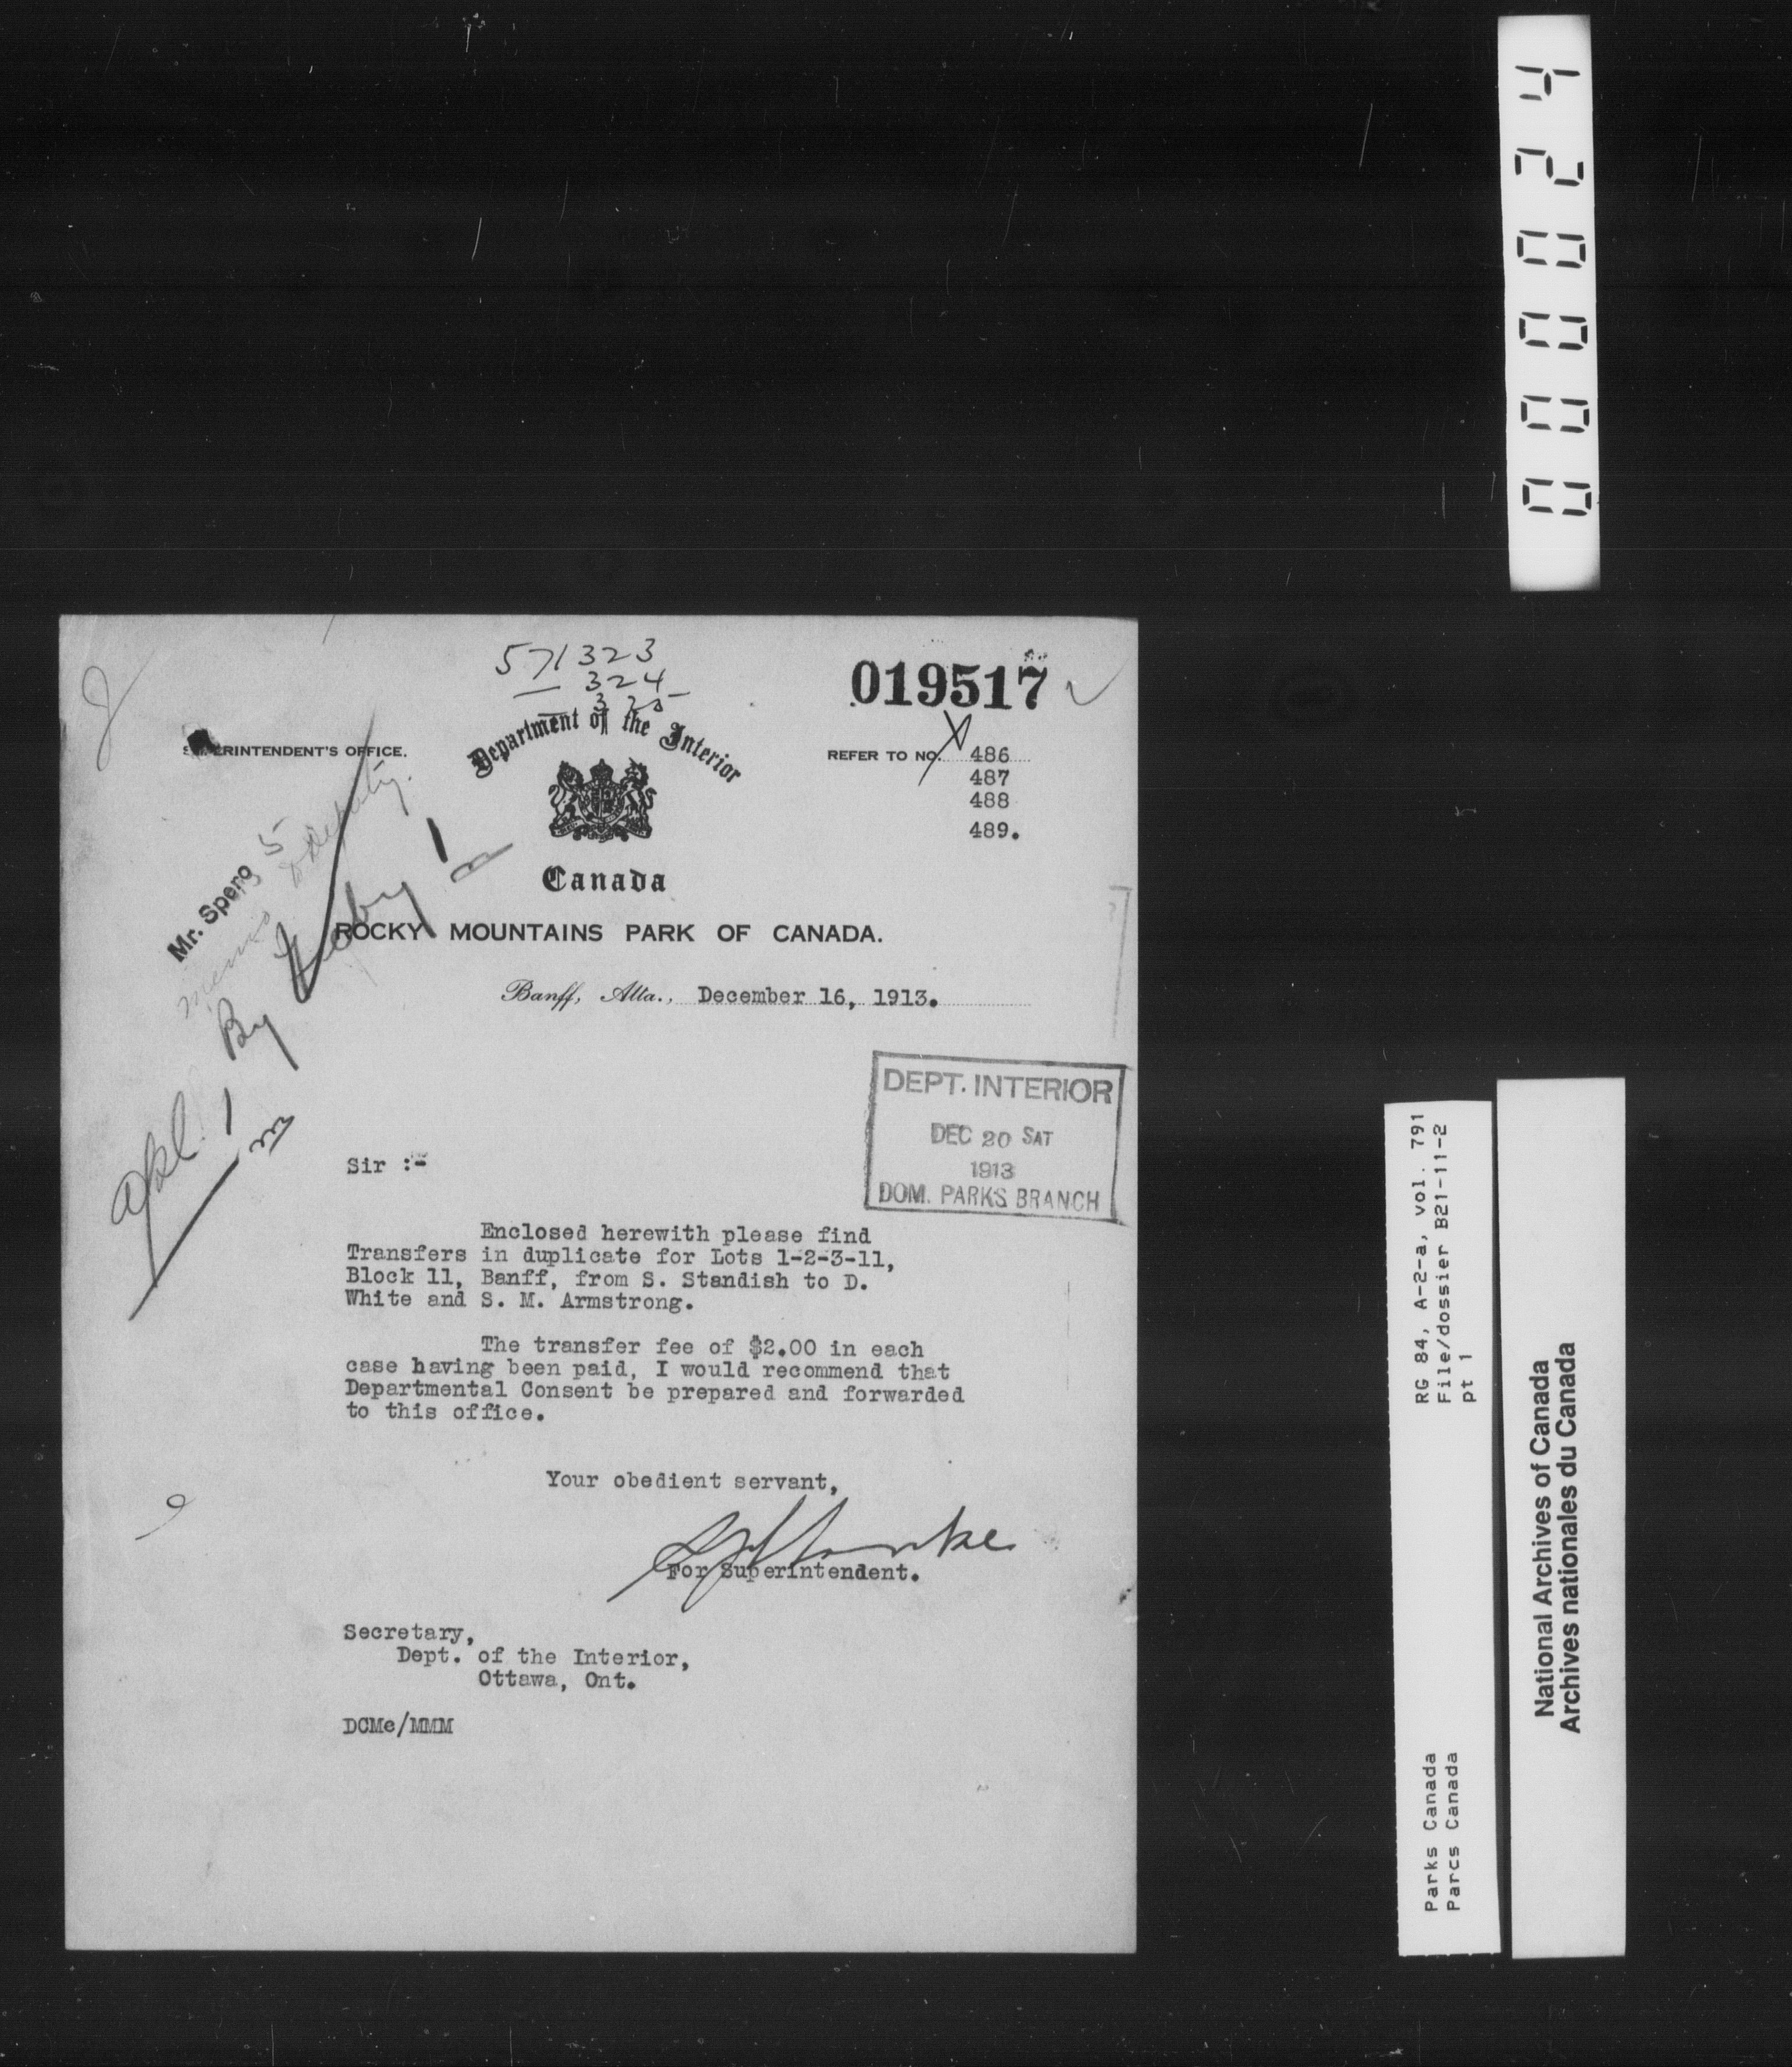 571323
324
325
019517
SUPERINTENDENT'S OFFICE.
Department of the Interior
REFER TO NO. 486
487
488
489.
Canada
Mr. Spero 5
ROCKY MOUNTAINS PARK OF CANADA.
Banff, Alta., December 16, 1913.
By
DEPT. INTERIOR
DEC 20 SAT
1913
DOM. PARKS BRANCH
Sir :-
Enclosed herewith please find
Transfers in duplicate for Lots 1-2-3-11,
Block 11, Banff, from S. Standish to D.
White and S. M. Armstrong.
The transfer fee of $2.00 in each
case having been paid, I would recommend that
Departmental Consent be prepared and forwarded
to this office.
Your obedient servant,
For Superintendent.
Secretary,
Dept. of the Interior,
Ottawa, Ont.
DCMe/MMM
000024
RG 84, A-2-a, vol. 791
File/dossier B21-11-2
pt 1
Parks Canada
Parcs Canada
National Archives of Canada
Archives nationales du Canada